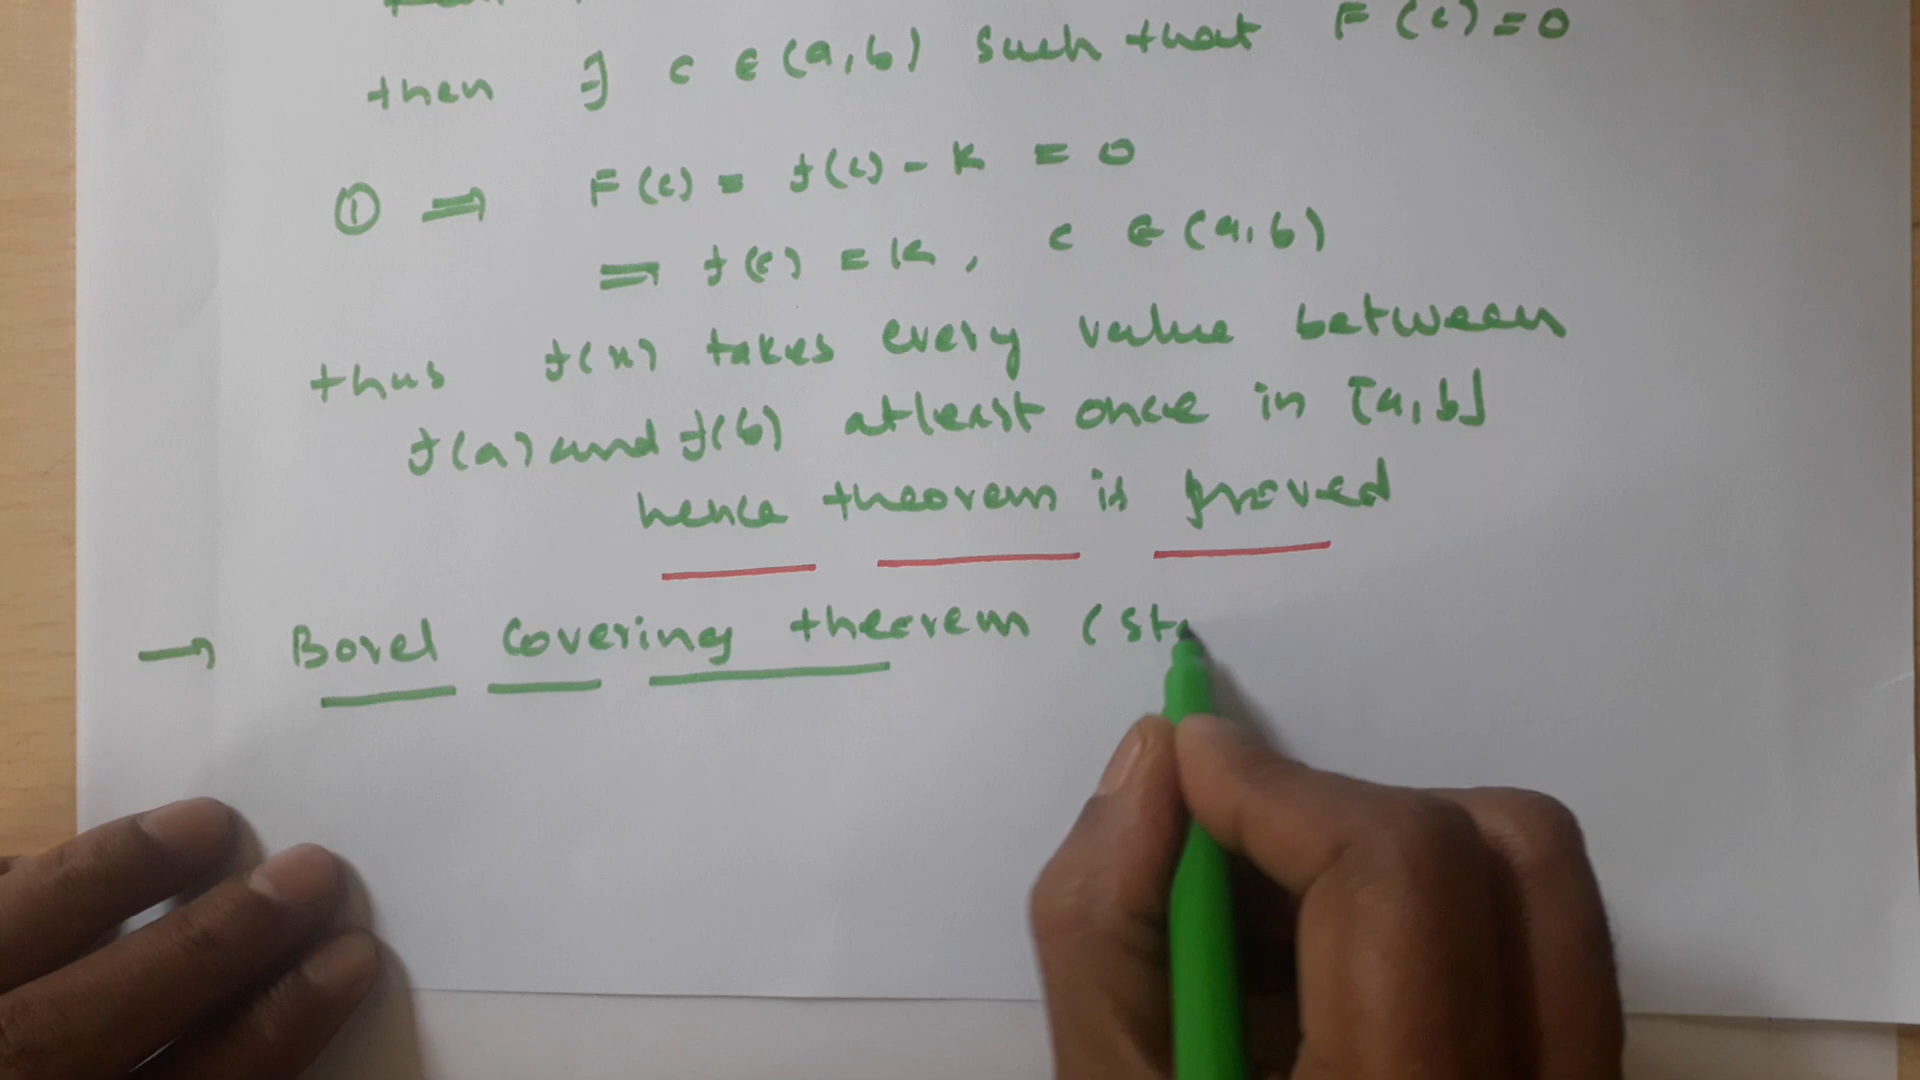 then ∃ c ∈ (a, b) such that F(c) = 0
① ⇒ F(c) = f(c) - K = 0
⇒ f(c) = K, c ∈ (a, b)
thus f(x) takes every value between
f(a) and f(b) atleast once in [a, b]
hence theorem is proved
→ Borel Covering theorem (sta